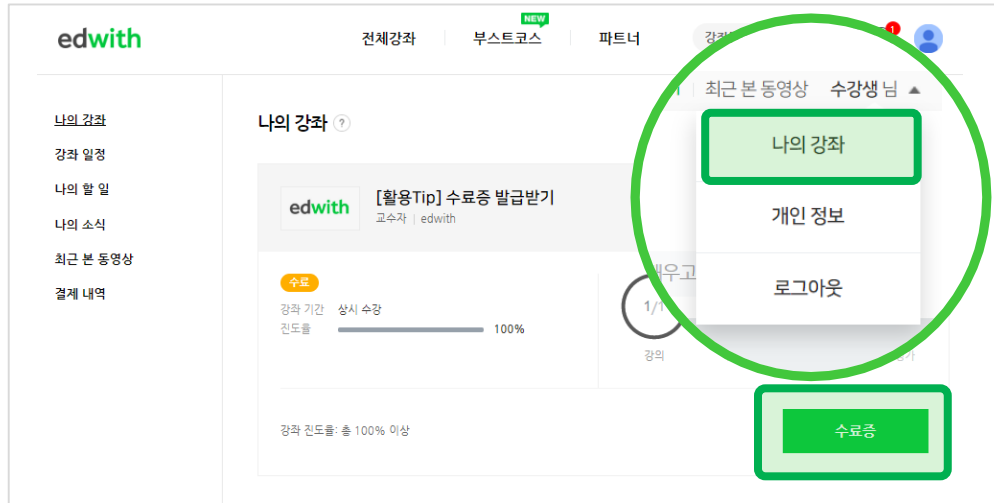 edwith
전체강좌
부스트코스
NEW
파트너
1
최근 본 동영상 수강생 님 ▲
나의 강좌
개인 정보
로그아웃
나의 강좌
강좌 일정
나의 할 일
나의 소식
최근 본 동영상
결제 내역
나의 강좌 ?
edwith
[활용Tip] 수료증 발급받기
교수자 | edwith
수료
강좌 기간 상시 수강
진도율 100%
1/1
강의
강좌 진도율: 총 100% 이상
수료증